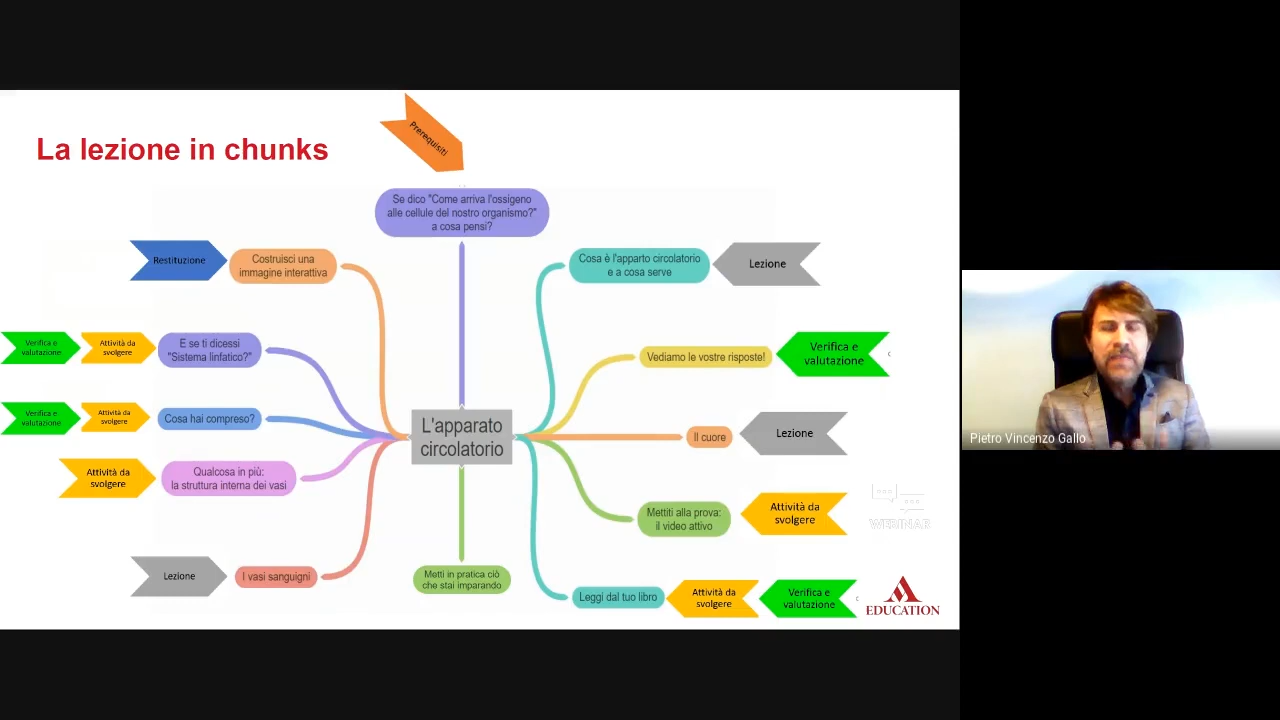 La lezione in chunks
Prerequisiti
Se dico "Come arriva l'ossigeno
alle cellule del nostro organismo?"
a cosa pensi?
Restituzione
Costruisci una
immagine interattiva
Cosa è l'apparto circolatorio
e a cosa serve
Lezione
Verifica e
valutazione
Attività da
svolgere
E se ti dicessi
"Sistema linfatico?"
Vediamo le vostre risposte!
Verifica e
valutazione
Verifica e
valutazione
Attività da
svolgere
Cosa hai compreso?
L'apparato
circolatorio
Il cuore
Lezione
Pietro Vincenzo Gallo
Attività da
svolgere
Qualcosa in più:
la struttura interna dei vasi
Mettiti alla prova:
il video attivo
Attività da
svolgere
WEBINAR
Lezione
I vasi sanguigni
Metti in pratica ciò
che stai imparando
Leggi dal tuo libro
Attività da
svolgere
Verifica e
valutazione
EDUCATION